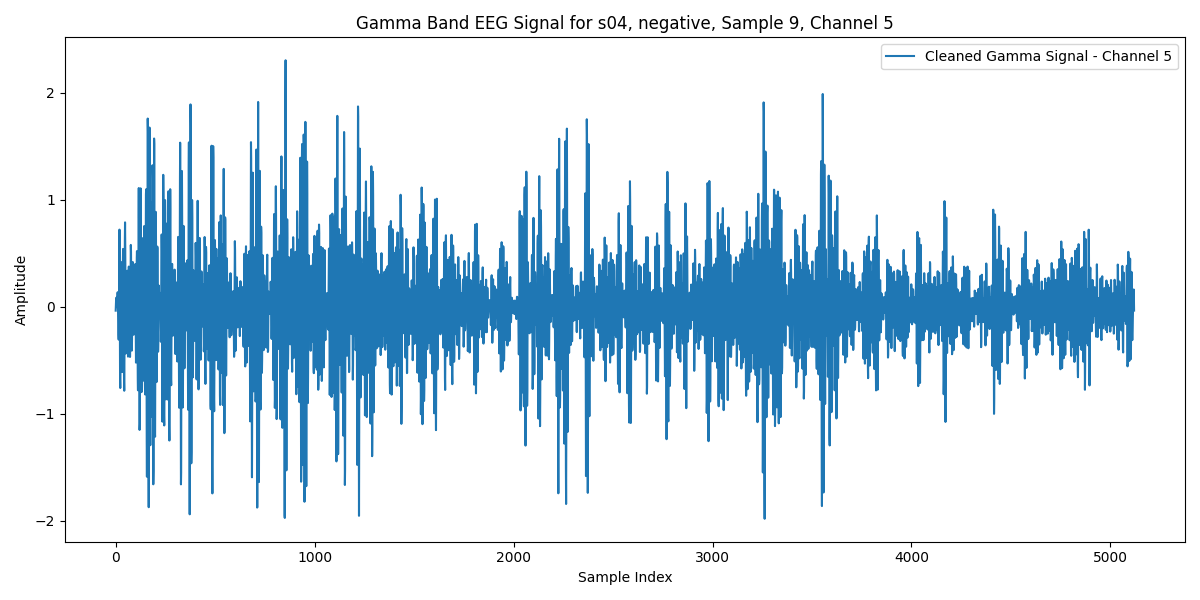 Gamma Band EEG Signal for s04, negative, Sample 9, Channel 5
Cleaned Gamma Signal - Channel 5
Amplitude
2
1
0
−1
−2
0 1000 2000 3000 4000 5000
Sample Index